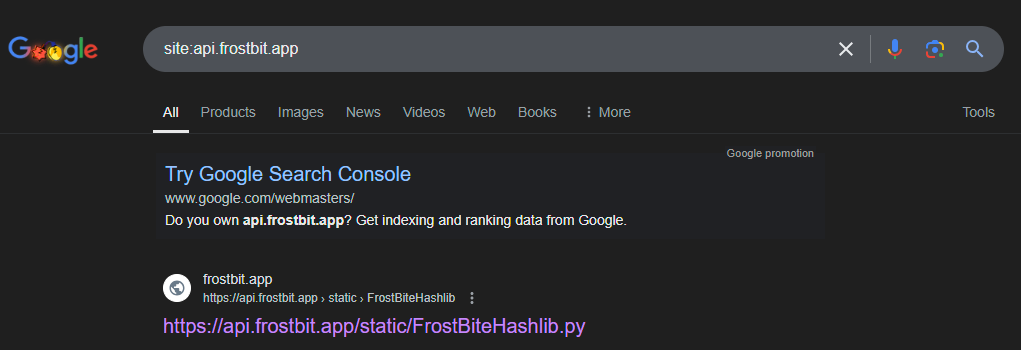 Google
site:api.frostbit.app
All Products Images News Videos Web Books More Tools
Google promotion
Try Google Search Console
www.google.com/webmasters/
Do you own api.frostbit.app? Get indexing and ranking data from Google.
frostbit.app
https://api.frostbit.app › static › FrostBiteHashlib
https://api.frostbit.app/static/FrostBiteHashlib.py